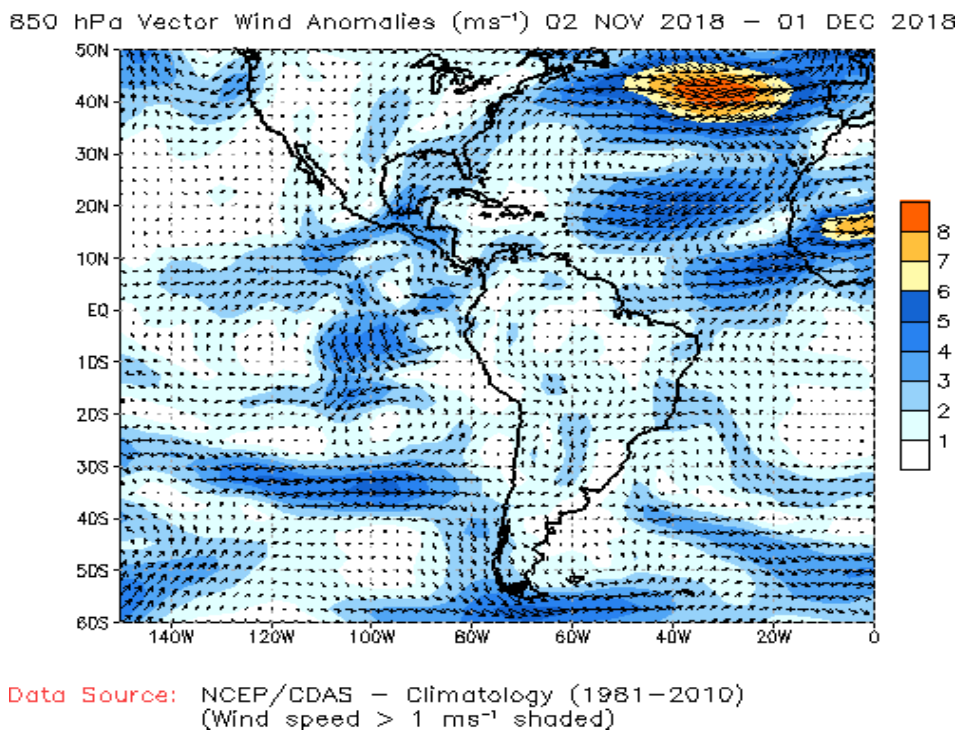 850 hPa Vector Wind Anomalies (ms⁻¹) 02 NOV 2018 – 01 DEC 2018
50N
40N
30N
20N
10N
EQ
10S
20S
30S
40S
50S
60S
140W 120W 100W 80W 60W 40W 20W 0
8
7
6
5
4
3
2
1
Data Source: NCEP/CDAS – Climatology (1981–2010)
(Wind speed > 1 ms⁻¹ shaded)